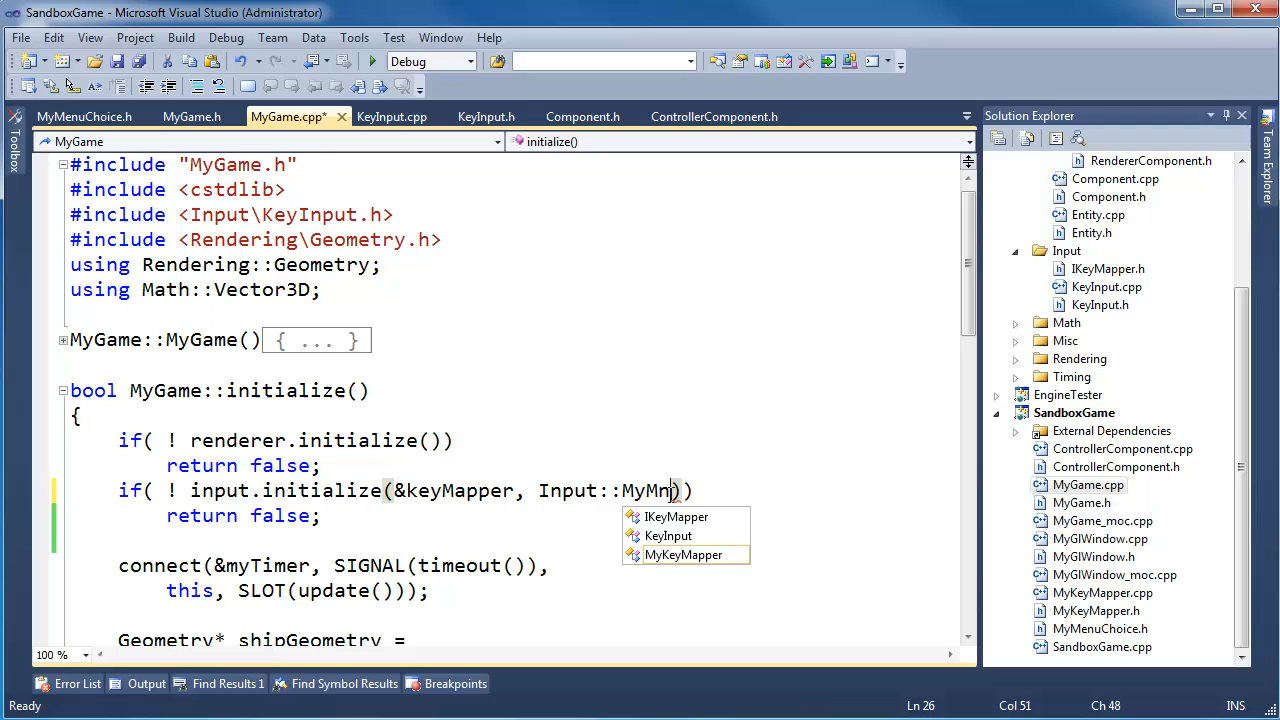 SandboxGame - Microsoft Visual Studio (Administrator)
File Edit View Project Build Debug Team Data Tools Test Window Help
Debug
MyMenuChoice.h MyGame.h MyGame.cpp* KeyInput.cpp KeyInput.h Component.h ControllerComponent.h
MyGame initialize()
#include "MyGame.h"
#include <cstdlib>
#include <Input\KeyInput.h>
#include <Rendering\Geometry.h>
using Rendering::Geometry;
using Math::Vector3D;
MyGame::MyGame(){ ... }
bool MyGame::initialize()
{
if( ! renderer.initialize())
return false;
if( ! input.initialize(&keyMapper, Input::MyMn))
return false;
IKeyMapper
KeyInput
MyKeyMapper
connect(&myTimer, SIGNAL(timeout()),
this, SLOT(update()));
Geometry* shipGeometry =
100 %
Toolbox
Solution Explorer
RendererComponent.h
Component.cpp
Component.h
Entity.cpp
Entity.h
Input
IKeyMapper.h
KeyInput.cpp
KeyInput.h
Math
Misc
Rendering
Timing
EngineTester
SandboxGame
External Dependencies
ControllerComponent.cpp
ControllerComponent.h
MyGame.cpp
MyGame.h
MyGame_moc.cpp
MyGlWindow.cpp
MyGlWindow.h
MyGlWindow_moc.cpp
MyKeyMapper.cpp
MyKeyMapper.h
MyMenuChoice.h
SandboxGame.cpp
Team Explorer
Error List Output Find Results 1 Find Symbol Results Breakpoints
Ready Ln 26 Col 51 Ch 48 INS